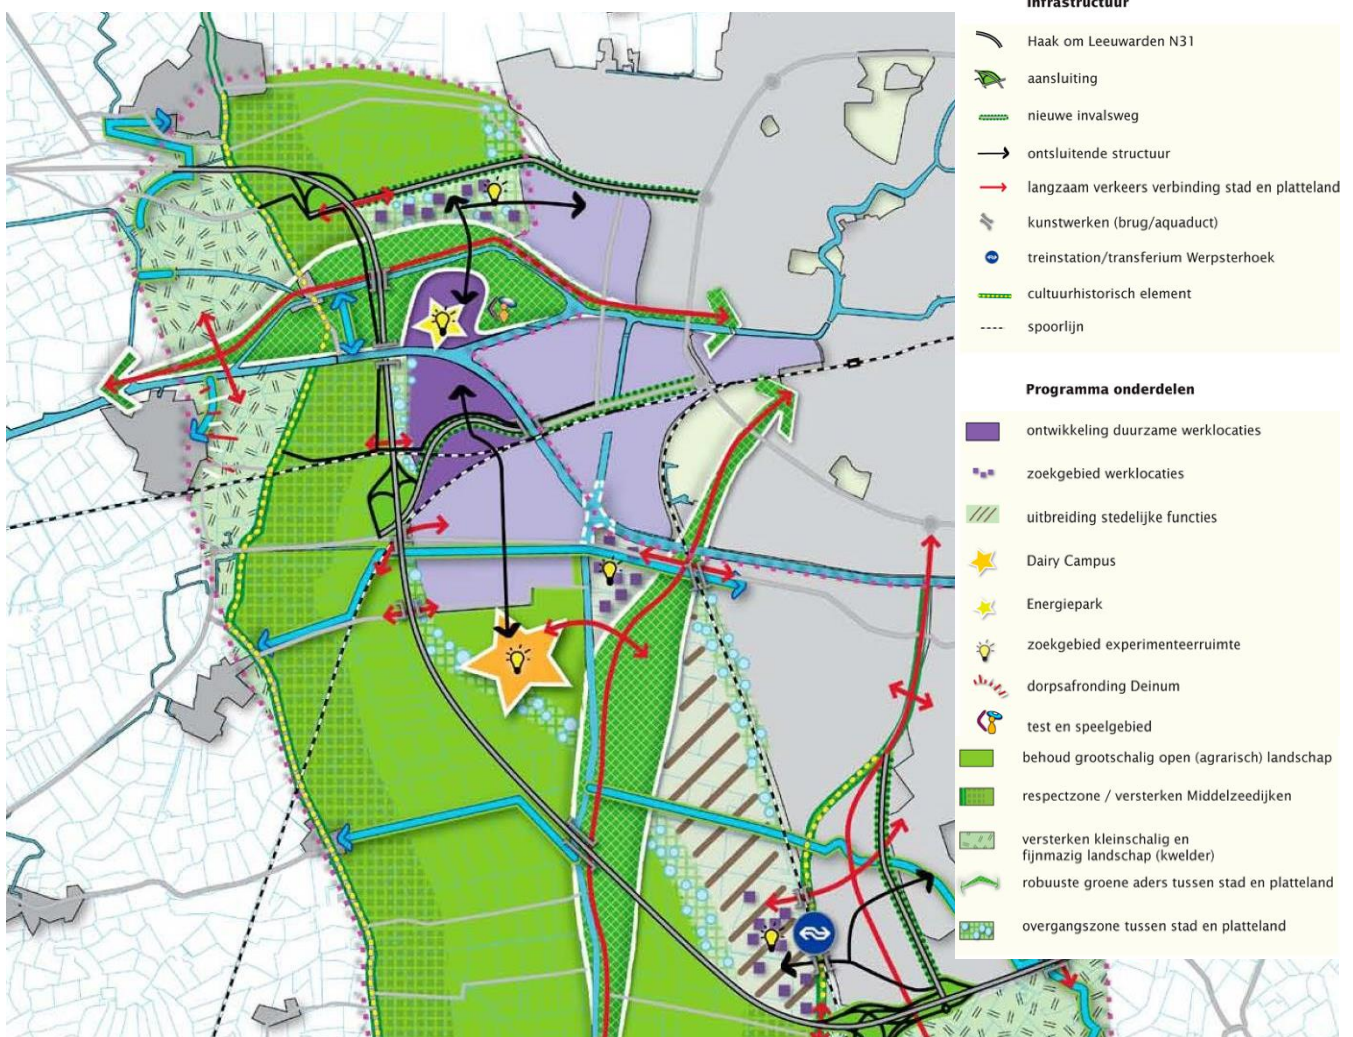 Infrastructuur
Haak om Leeuwarden N31
aansluiting
nieuwe invalsweg
ontsluitende structuur
langzaam verkeers verbinding stad en platteland
kunstwerken (brug/aquaduct)
treinstation/transferium Werpsterhoek
cultuurhistorisch element
spoorlijn
Programma onderdelen
ontwikkeling duurzame werklocaties
zoekgebied werklocaties
uitbreiding stedelijke functies
Dairy Campus
Energiepark
zoekgebied experimenteerruimte
dorpsafronding Deinum
test en speelgebied
behoud grootschalig open (agrarisch) landschap
respectzone / versterken Middelzeedijken
versterken kleinschalig en
fijnmazig landschap (kwelder)
robuuste groene aders tussen stad en platteland
overgangszone tussen stad en platteland